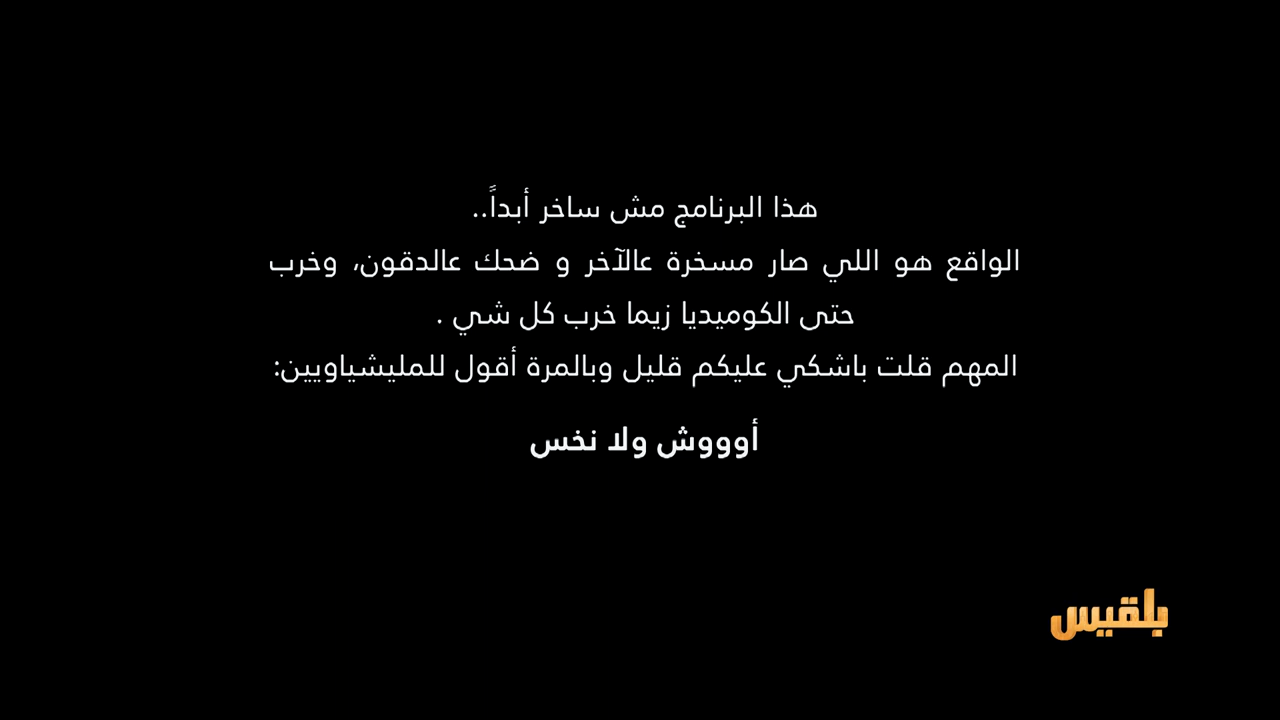 هذا البرنامج مش ساخر أبداً..
الواقع هو اللي صار مسخرة عالآخر و ضحك عالدقون، وخرب
حتى الكوميديا زيما خرب كل شي .
المهم قلت باشكي عليكم قليل وبالمرة أقول للمليشياويين:
أوووش ولا نخس
بلقيس